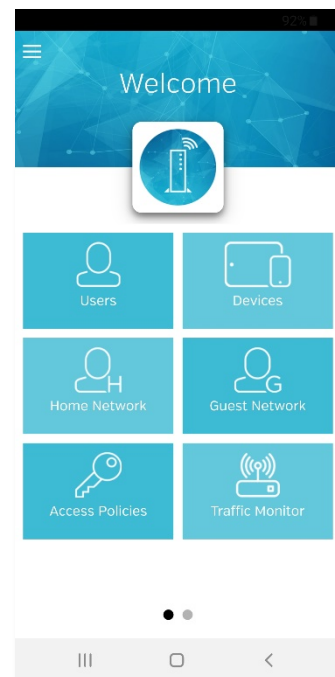 92%
Welcome
Users
Devices
H
Home Network
G
Guest Network
Access Policies
Traffic Monitor